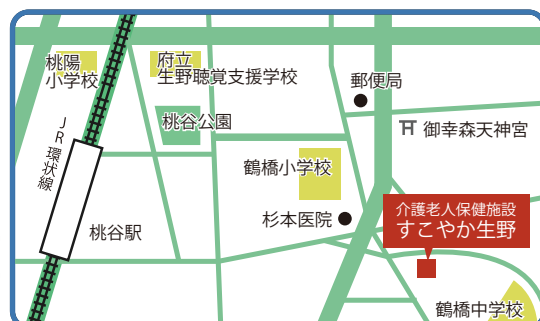 桃陽
小学校
府立
生野聴覚支援学校
郵便局
桃谷公園
御幸森天神宮
JR環状線
鶴橋小学校
介護老人保健施設
すこやか生野
杉本医院
桃谷駅
鶴橋中学校